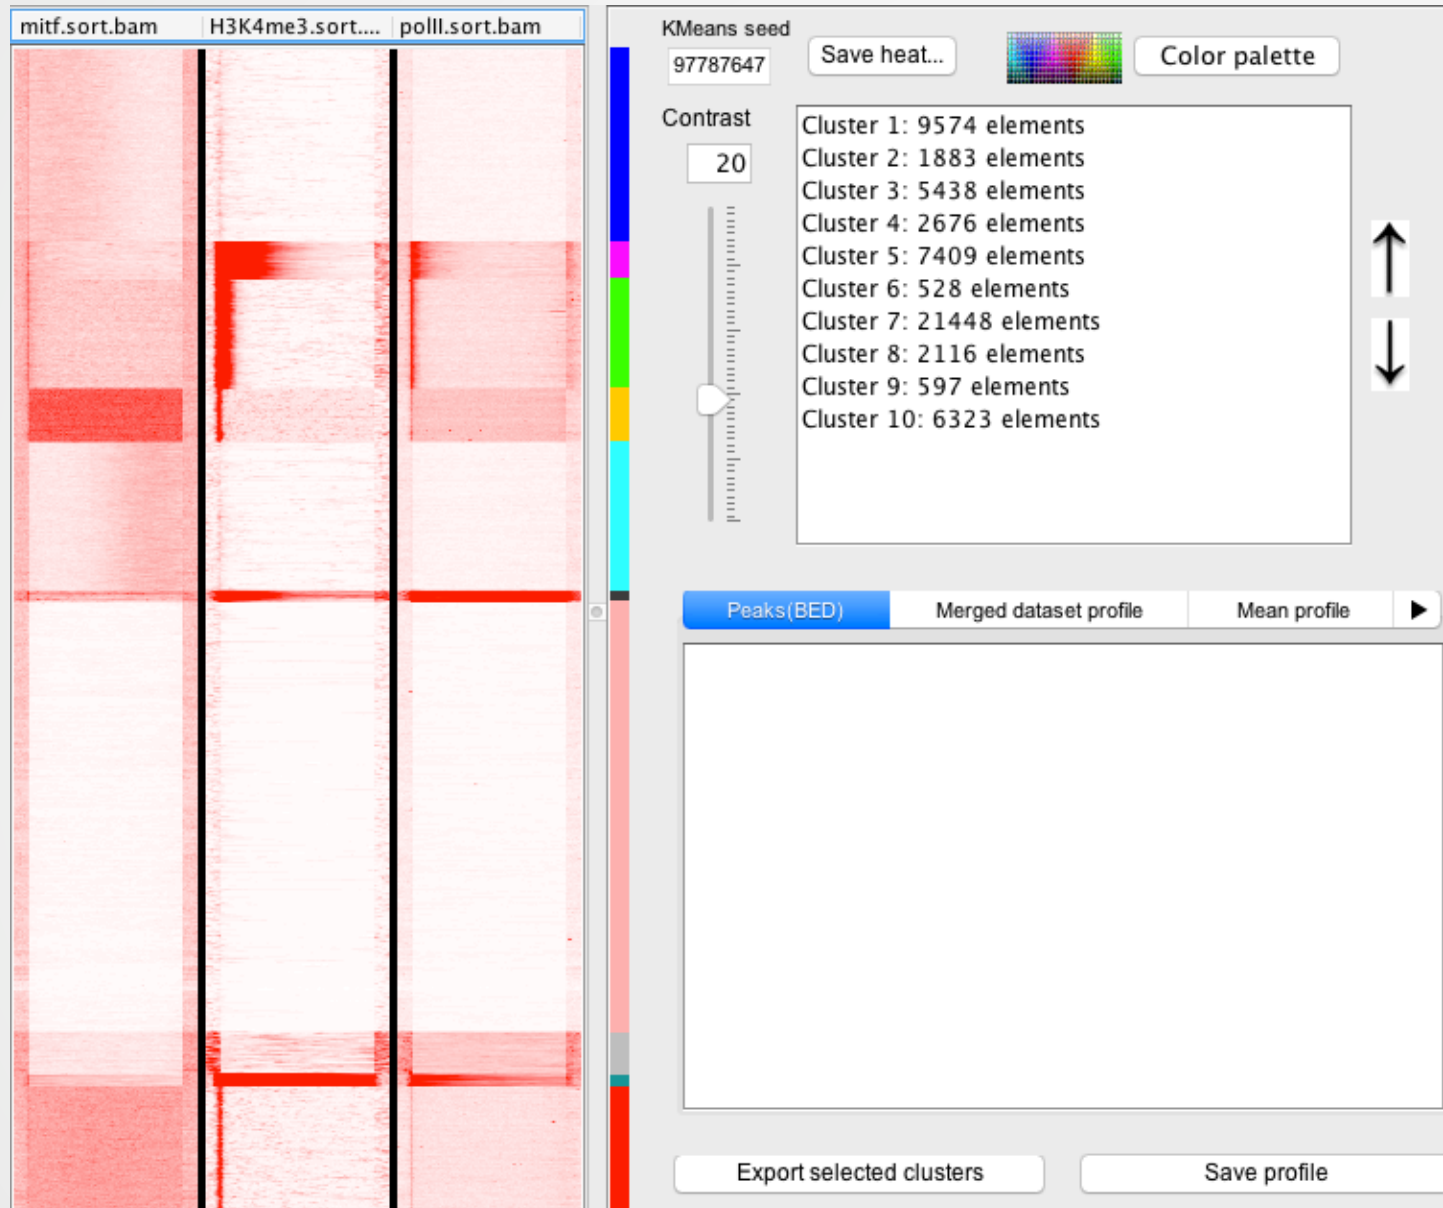 mitf.sort.bam
H3K4me3.sort....
polII.sort.bam
KMeans seed
97787647
Save heat...
Color palette
Contrast
20
Cluster 1: 9574 elements
Cluster 2: 1883 elements
Cluster 3: 5438 elements
Cluster 4: 2676 elements
Cluster 5: 7409 elements
Cluster 6: 528 elements
Cluster 7: 21448 elements
Cluster 8: 2116 elements
Cluster 9: 597 elements
Cluster 10: 6323 elements
Peaks(BED)
Merged dataset profile
Mean profile
Export selected clusters
Save profile